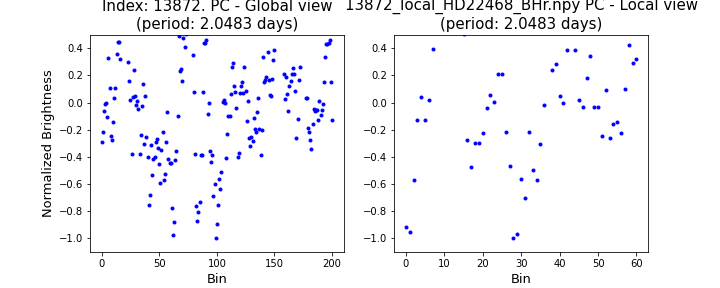 Index: 13872. PC - Global view
(period: 2.0483 days)
13872_local_HD22468_BHr.npy PC - Local view
(period: 2.0483 days)
Normalized Brightness
0.4
0.2
0.0
−0.2
−0.4
−0.6
−0.8
−1.0
0 50 100 150 200
Bin
0.4
0.2
0.0
−0.2
−0.4
−0.6
−0.8
−1.0
0 10 20 30 40 50 60
Bin